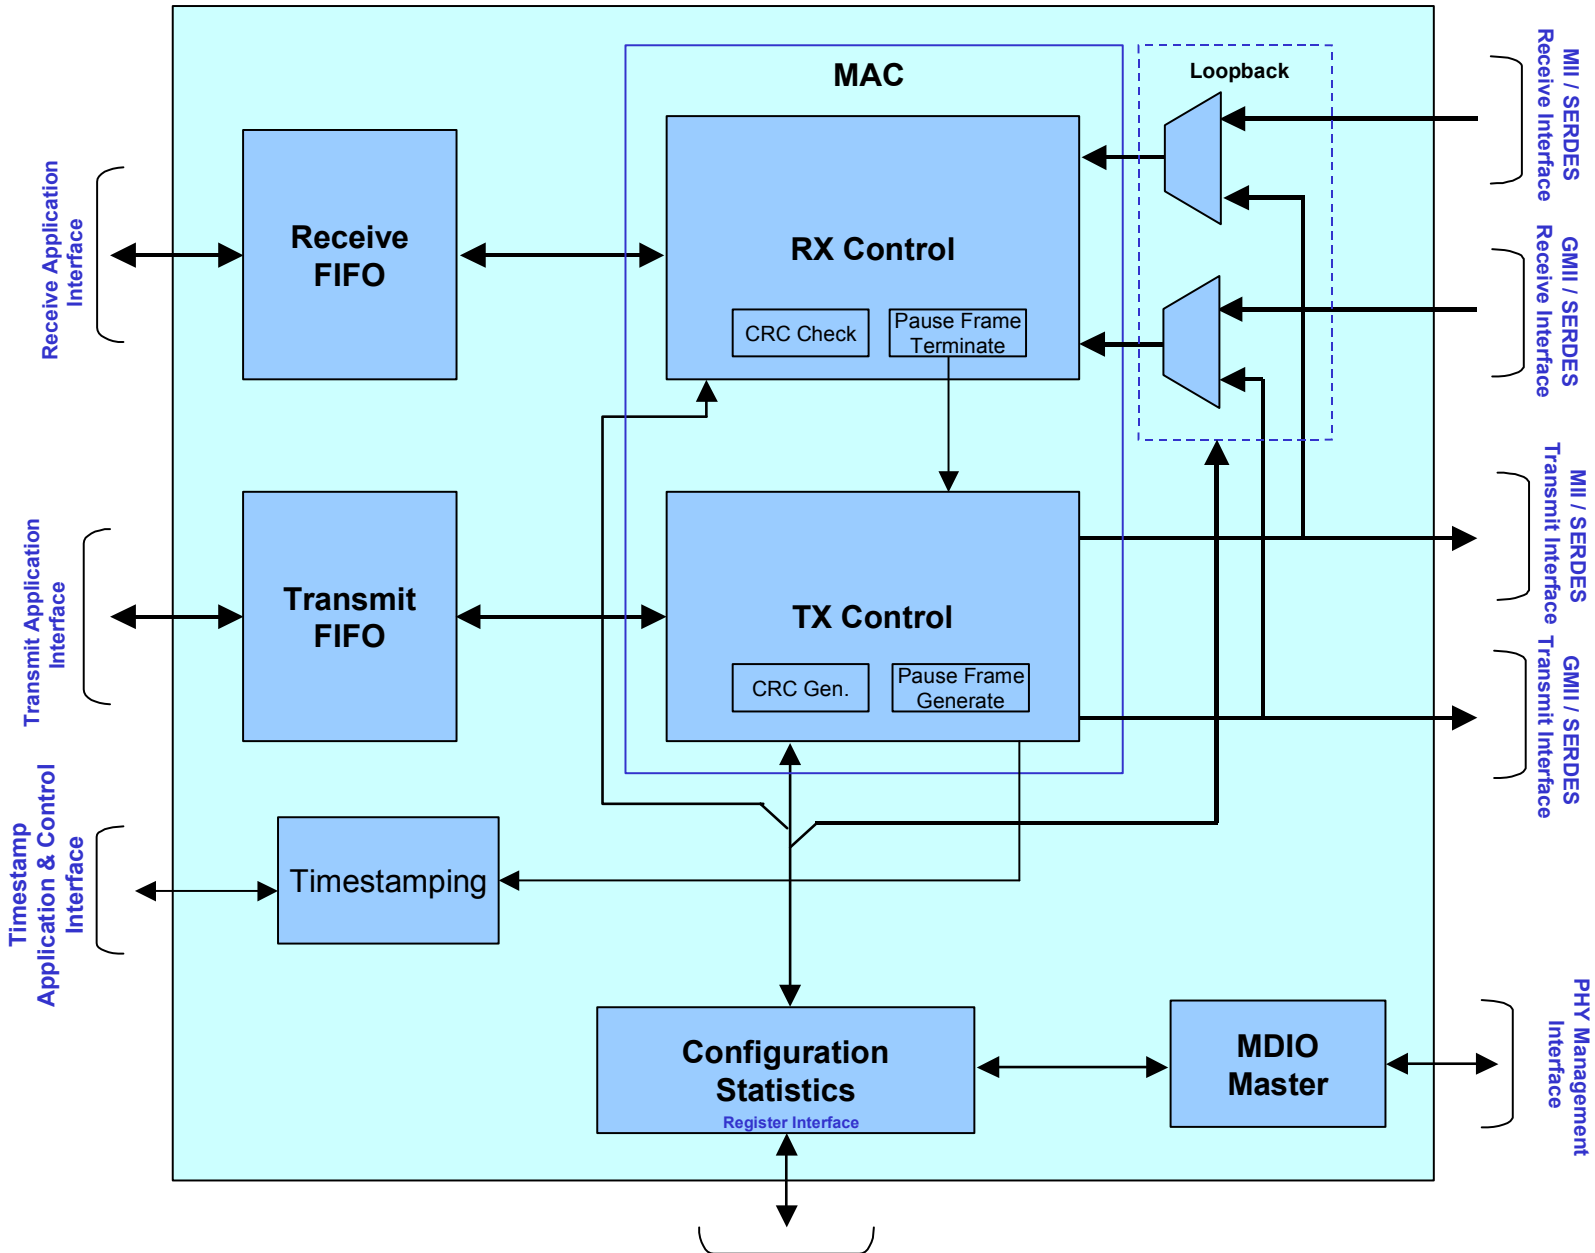 MAC
Loopback
MII / SERDES
Receive Interface
Receive Application
Interface
Receive
FIFO
RX Control
CRC Check
Pause Frame
Terminate
GMII / SERDES
Receive Interface
Transmit Application
Interface
Transmit
FIFO
TX Control
CRC Gen.
Pause Frame
Generate
MII / SERDES
Transmit Interface
GMII / SERDES
Transmit Interface
Timestamp
Application & Control
Interface
Timestamping
Configuration
Statistics
Register Interface
MDIO
Master
PHY Management
Interface